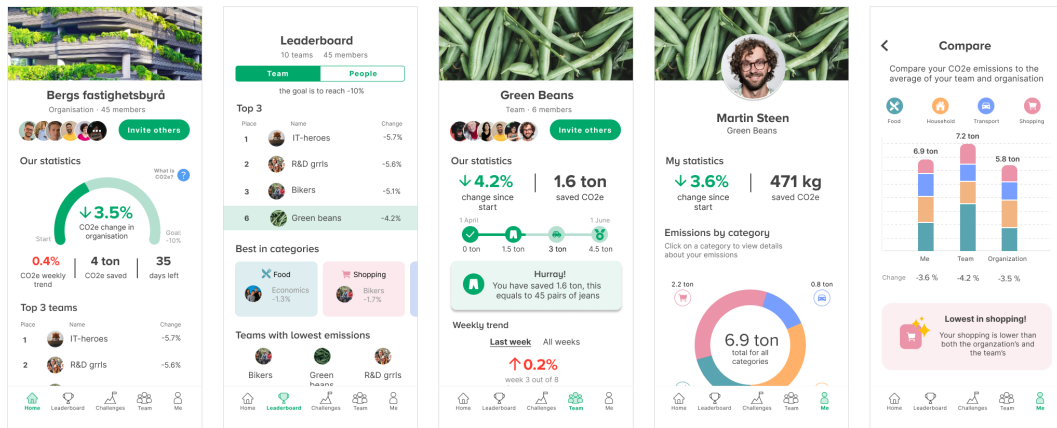 Bergs fastighetsbyrå
Organisation · 45 members
Invite others
Our statistics
What is
CO2e?
?
↓3.5%
CO2e change in
organisation
Start
Goal:
-10%
0.4%
CO2e weekly
trend
4 ton
CO2e saved
35
days left
Top 3 teams
Place
Name
Change
1 IT-heroes -5.7%
2 R&D grrls -5.6%
Home
Leaderboard
Challenges
Team
Me
Leaderboard
10 teams 45 members
Team
People
the goal is to reach -10%
Top 3
Place
Name
Change
1 IT-heroes -5.7%
2 R&D grrls -5.6%
3 Bikers -5.1%
6 Green beans -4.2%
Best in categories
Food
Economics
-1.3%
Shopping
Bikers
-1.7%
Teams with lowest emissions
Bikers
Green
beans
R&D grrls
Home
Leaderboard
Challenges
Team
Me
Green Beans
Team · 6 members
Invite others
Our statistics
↓4.2%
change since
start
1.6 ton
saved CO2e
1 April
1 June
0 ton
1.5 ton
3 ton
4.5 ton
Hurray!
You have saved 1.6 ton, this
equals to 45 pairs of jeans
Weekly trend
Last week
All weeks
↑0.2%
week 3 out of 8
Home
Leaderboard
Challenges
Team
Me
Martin Steen
Green Beans
My statistics
↓3.6%
change since
start
471 kg
saved CO2e
Emissions by category
Click on a category to view details
about your emissions
2.2 ton
0.8 ton
6.9 ton
total for all
categories
Home
Leaderboard
Challenges
Team
Me
Compare
Compare your CO2e emissions to the
average of your team and organisation
Food
Household
Transport
Shopping
7.2 ton
6.9 ton
5.8 ton
Me
Team
Organization
Change -3.6 % -4.2 % -3.5 %
Lowest in shopping!
Your shopping is lower than
both the organization's and
the team's
Home
Leaderboard
Challenges
Team
Me